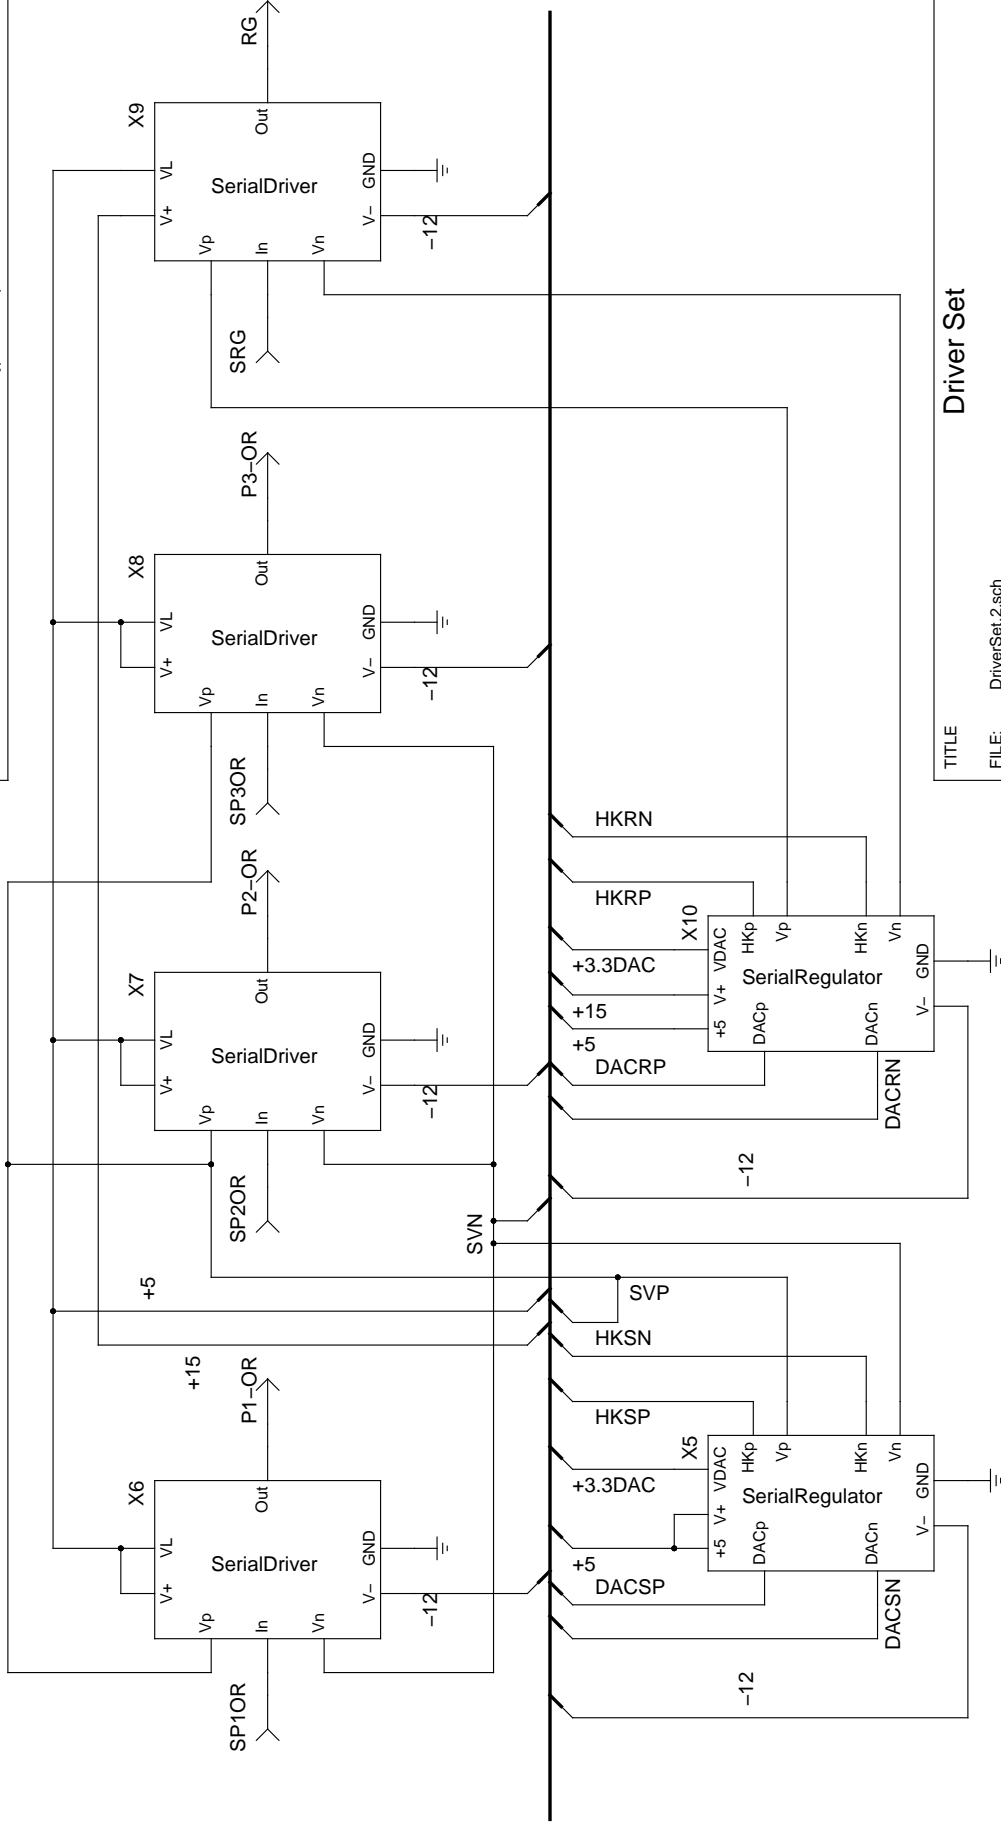 RG
X9
VL
V+
Out
SerialDriver
GND
V−
Vp
In
Vn
−12
SRG
P3−OR
X8
VL
V+
Out
SerialDriver
GND
V−
Vp
In
Vn
−12
SP3OR
P2−OR
X7
VL
V+
Out
SerialDriver
GND
V−
Vp
In
Vn
−12
SP2OR
+5
+15
P1−OR
X6
VL
V+
Out
SerialDriver
GND
V−
Vp
In
Vn
−12
SP1OR
SVN
SVP
HKRN
HKRP
+3.3DAC
+15
+5
DACRP
DACRN
−12
X10
VDAC
V+
+5
HKp
Vp
HKn
Vn
SerialRegulator
DACp
DACn
GND
V−
HKSN
HKSP
+3.3DAC
+5
DACSP
DACSN
−12
X5
VDAC
V+
+5
HKp
Vp
HKn
Vn
SerialRegulator
DACp
DACn
GND
V−
Driver Set
TITLE
FILE: DriverSet.2.sch